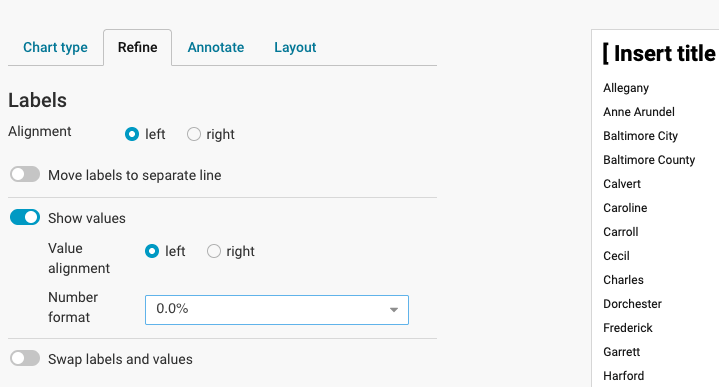 Chart type Refine Annotate Layout
Labels
Alignment left right
Move labels to separate line
Show values
Value alignment left right
Number format 0.0%
Swap labels and values
[ Insert title
Allegany
Anne Arundel
Baltimore City
Baltimore County
Calvert
Caroline
Carroll
Cecil
Charles
Dorchester
Frederick
Garrett
Harford